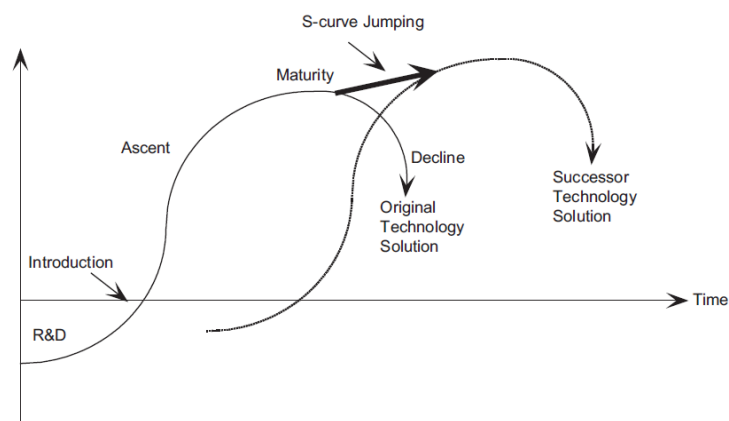 S-curve Jumping
Maturity
Ascent
Decline
Original
Technology
Solution
Successor
Technology
Solution
Introduction
Time
R&D